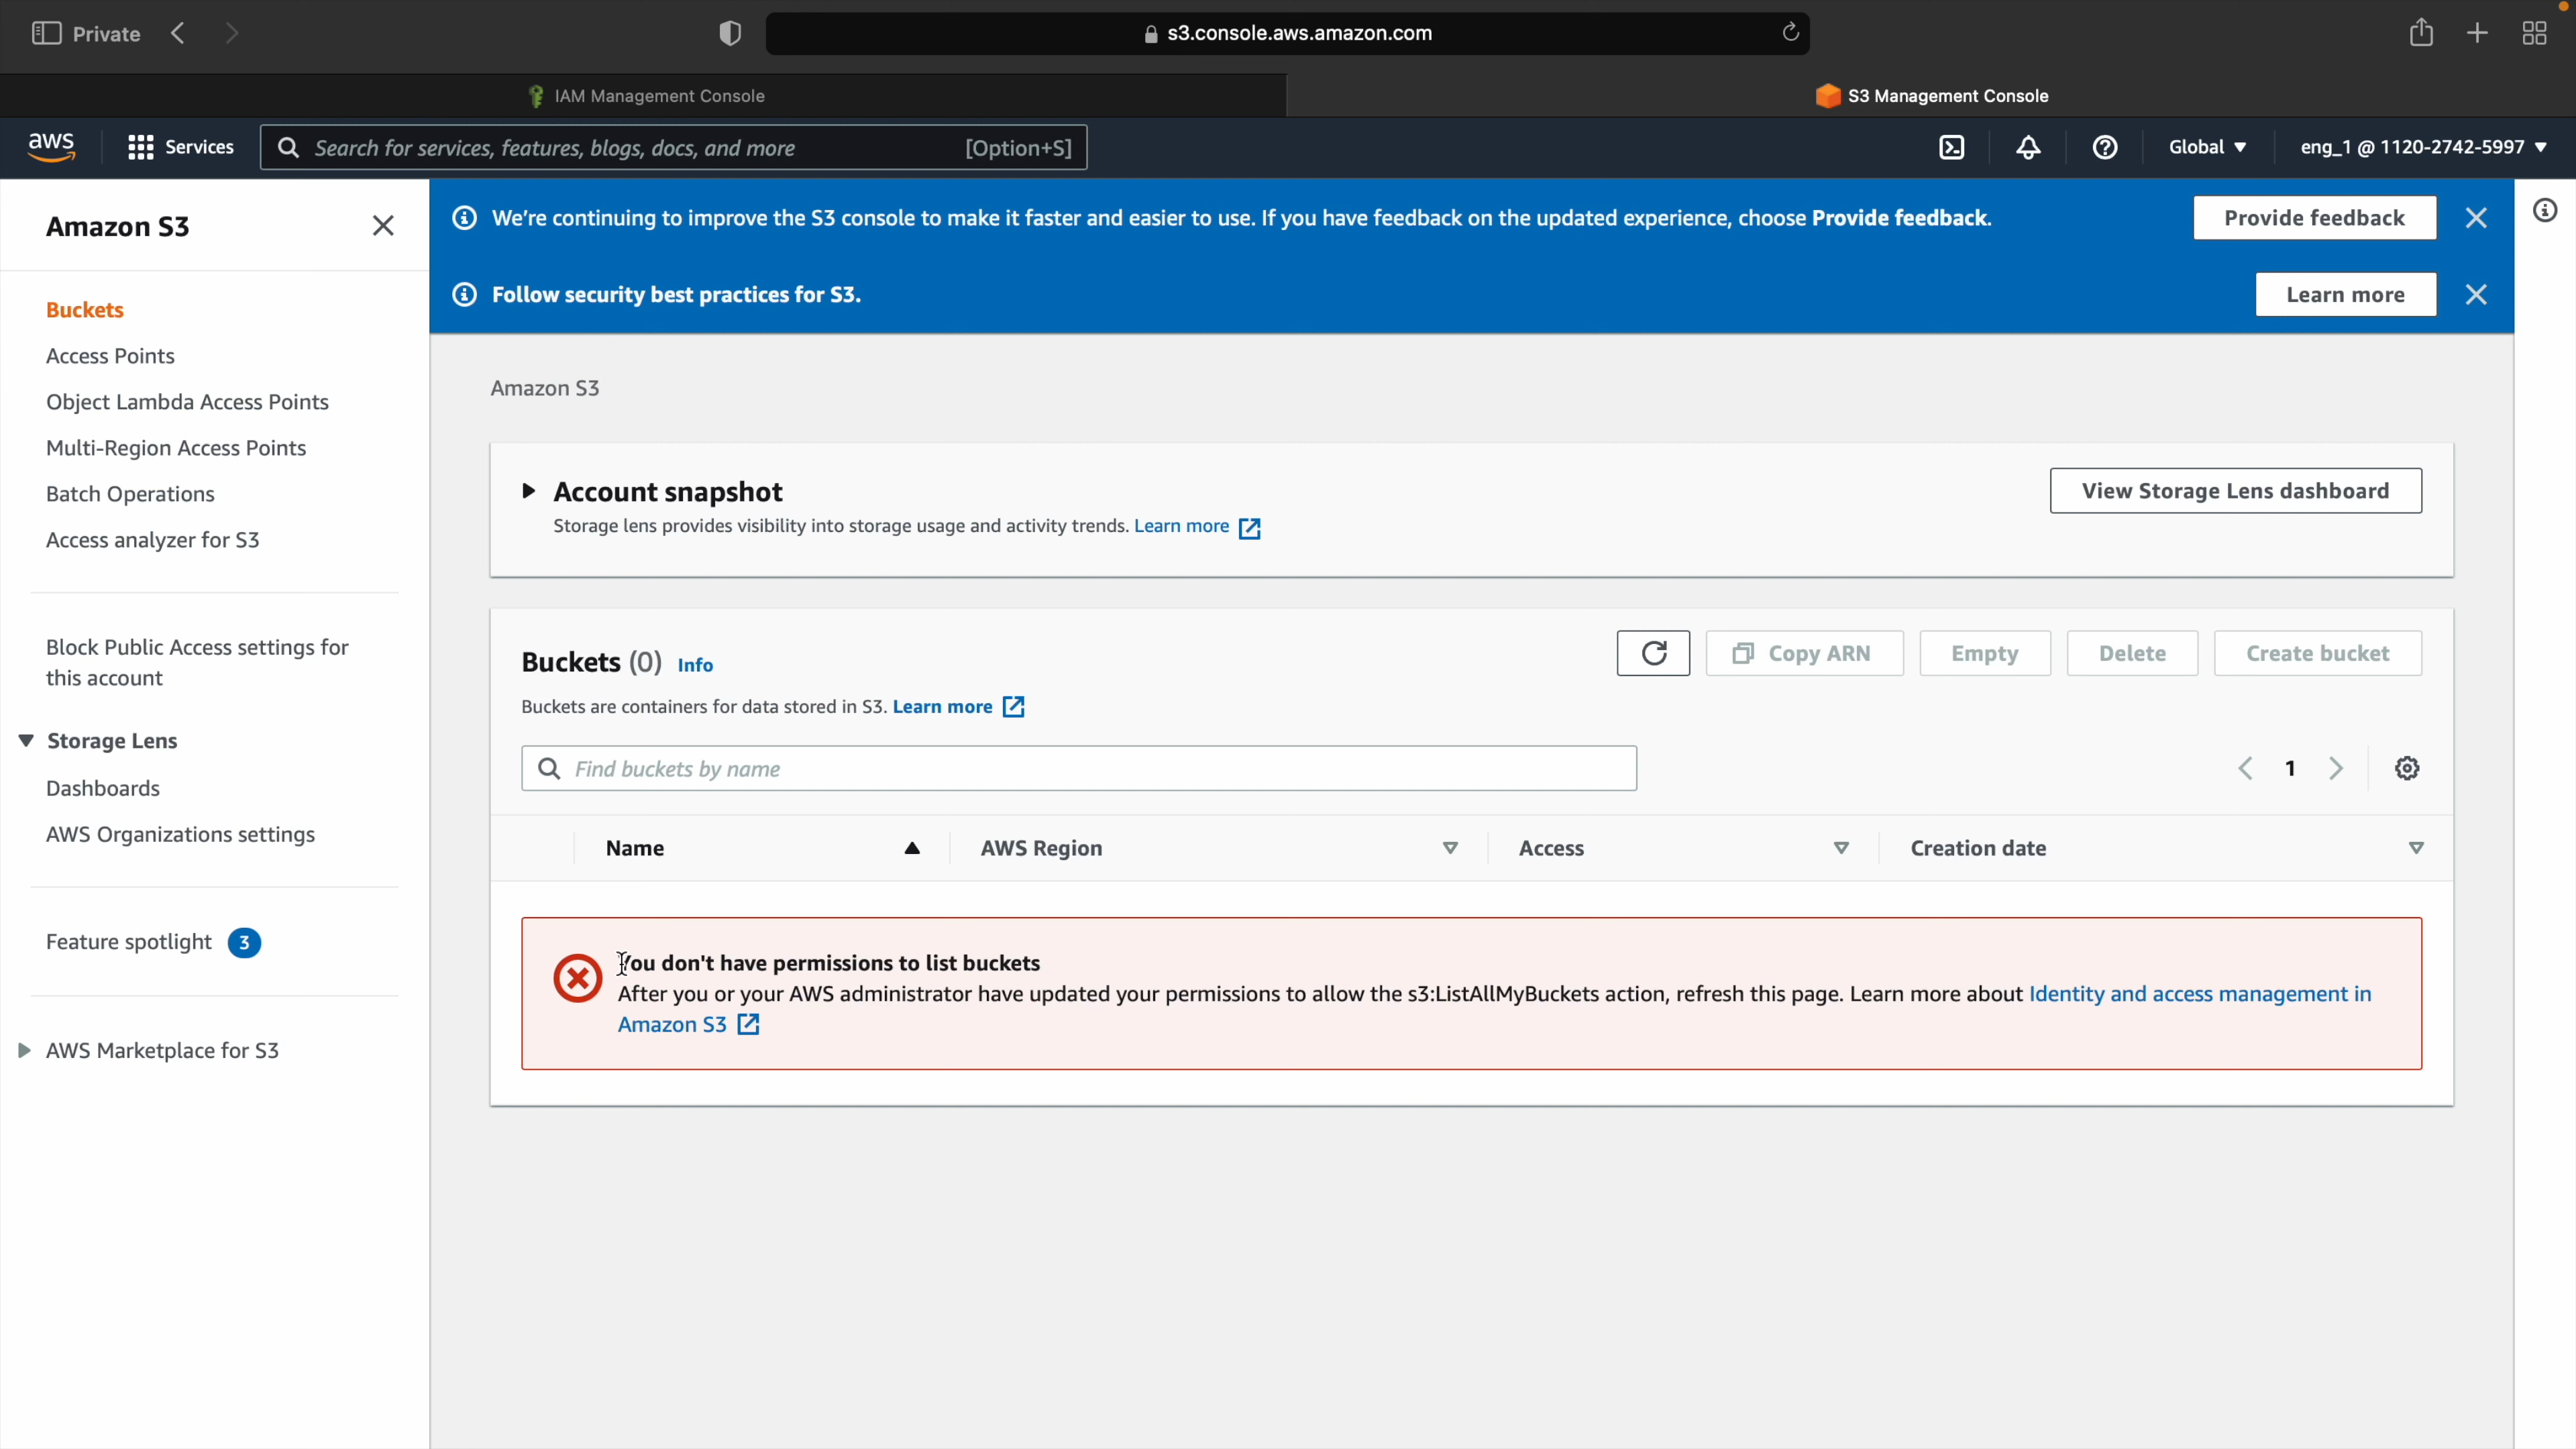 Private
s3.console.aws.amazon.com
IAM Management Console
S3 Management Console
aws
Services
Search for services, features, blogs, docs, and more
[Option+S]
Global
eng_1 @ 1120-2742-5997
Amazon S3
Buckets
Access Points
Object Lambda Access Points
Multi-Region Access Points
Batch Operations
Access analyzer for S3
Block Public Access settings for
this account
Storage Lens
Dashboards
AWS Organizations settings
Feature spotlight 3
AWS Marketplace for S3
We're continuing to improve the S3 console to make it faster and easier to use. If you have feedback on the updated experience, choose Provide feedback.
Provide feedback
Follow security best practices for S3.
Learn more
Amazon S3
Account snapshot
View Storage Lens dashboard
Storage lens provides visibility into storage usage and activity trends. Learn more
Buckets (0) Info
Copy ARN
Empty
Delete
Create bucket
Buckets are containers for data stored in S3. Learn more
Find buckets by name
1
Name
AWS Region
Access
Creation date
You don't have permissions to list buckets
After you or your AWS administrator have updated your permissions to allow the s3:ListAllMyBuckets action, refresh this page. Learn more about Identity and access management in
Amazon S3